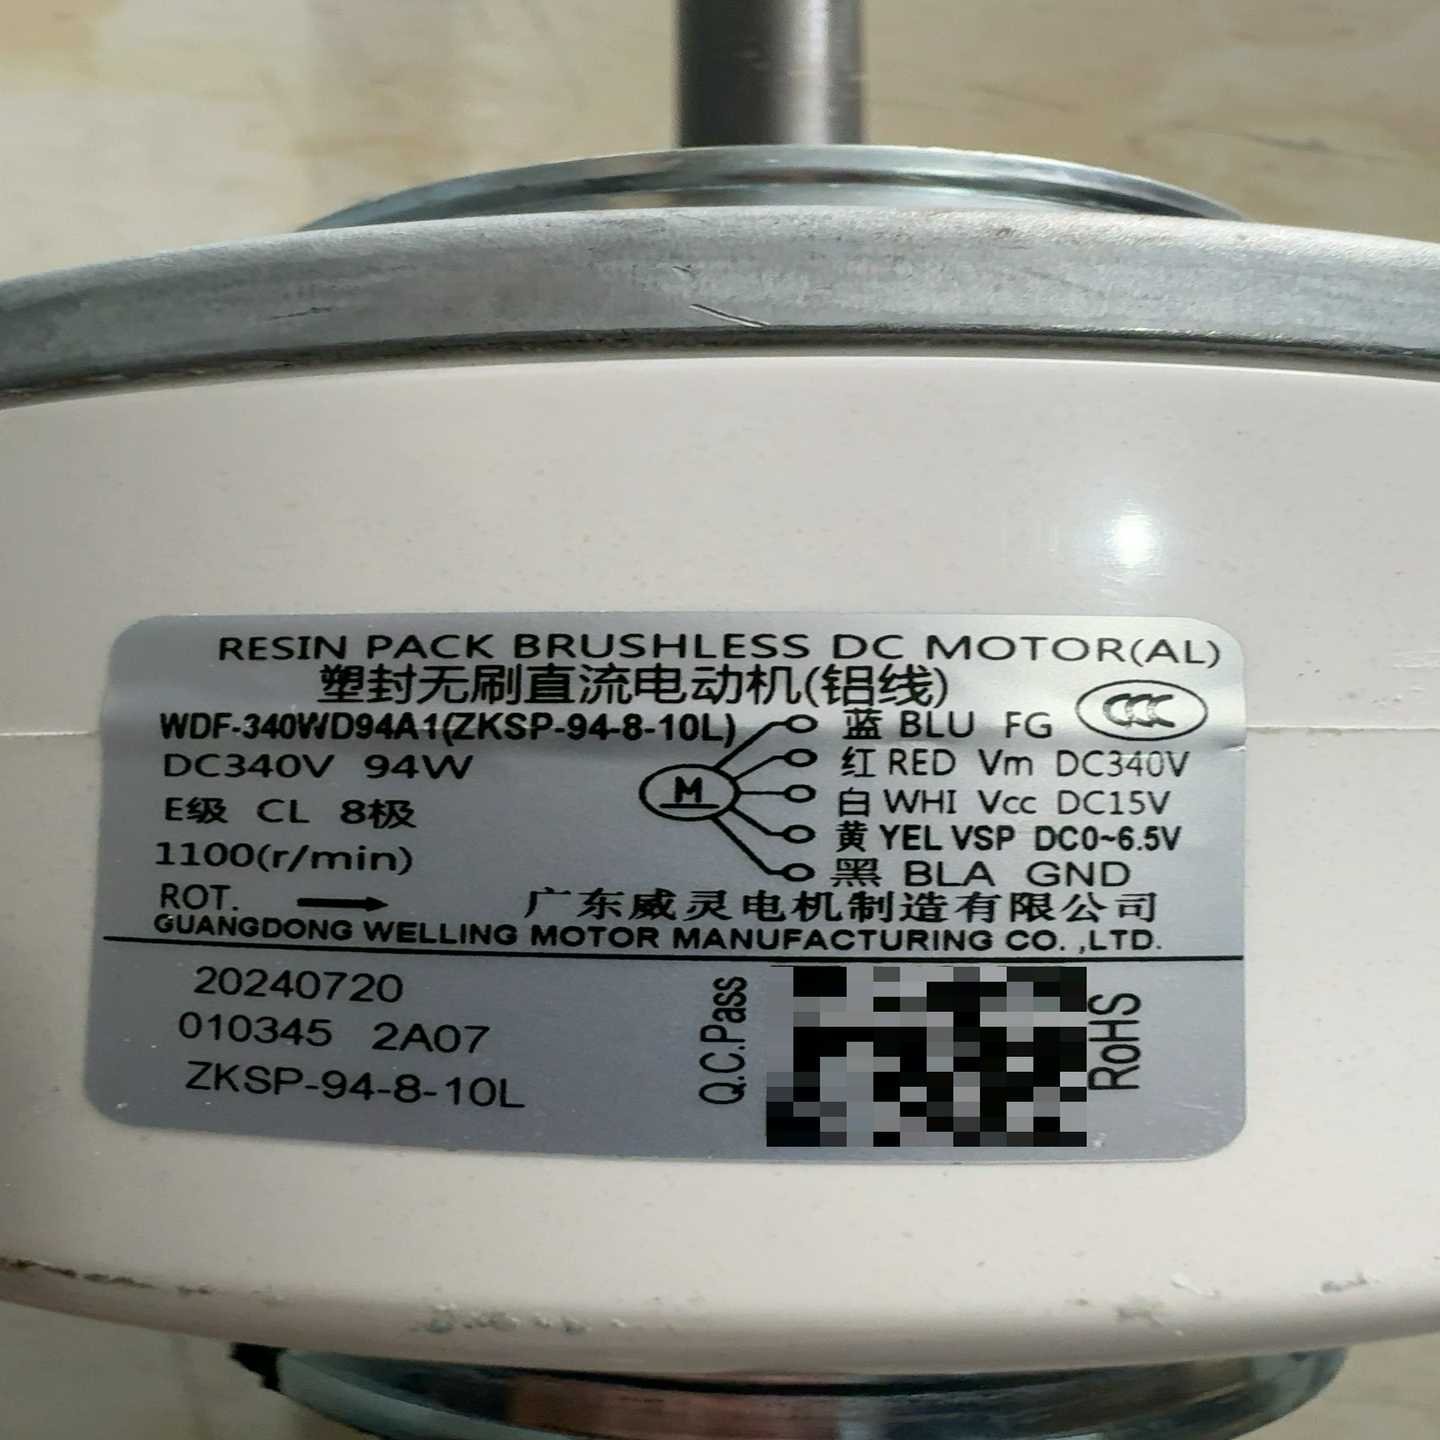 RESIN PACK BRUSHLESS DC MOTOR(AL)
塑封无刷直流电动机(铝线)
WDF-340WD94A1(ZKSP-94-8-10L)
DC340V 94W
E级 CL 8极
1100(r/min)
ROT.
M
蓝 BLU FG
红 RED Vm DC340V
白 WHI Vcc DC15V
黄 YEL VSP DC0~6.5V
黑 BLA GND
CCC
广东威灵电机制造有限公司
GUANGDONG WELLING MOTOR MANUFACTURING CO. ,LTD.
20240720
010345 2A07
ZKSP-94-8-10L
Q.C.Pass
RoHS